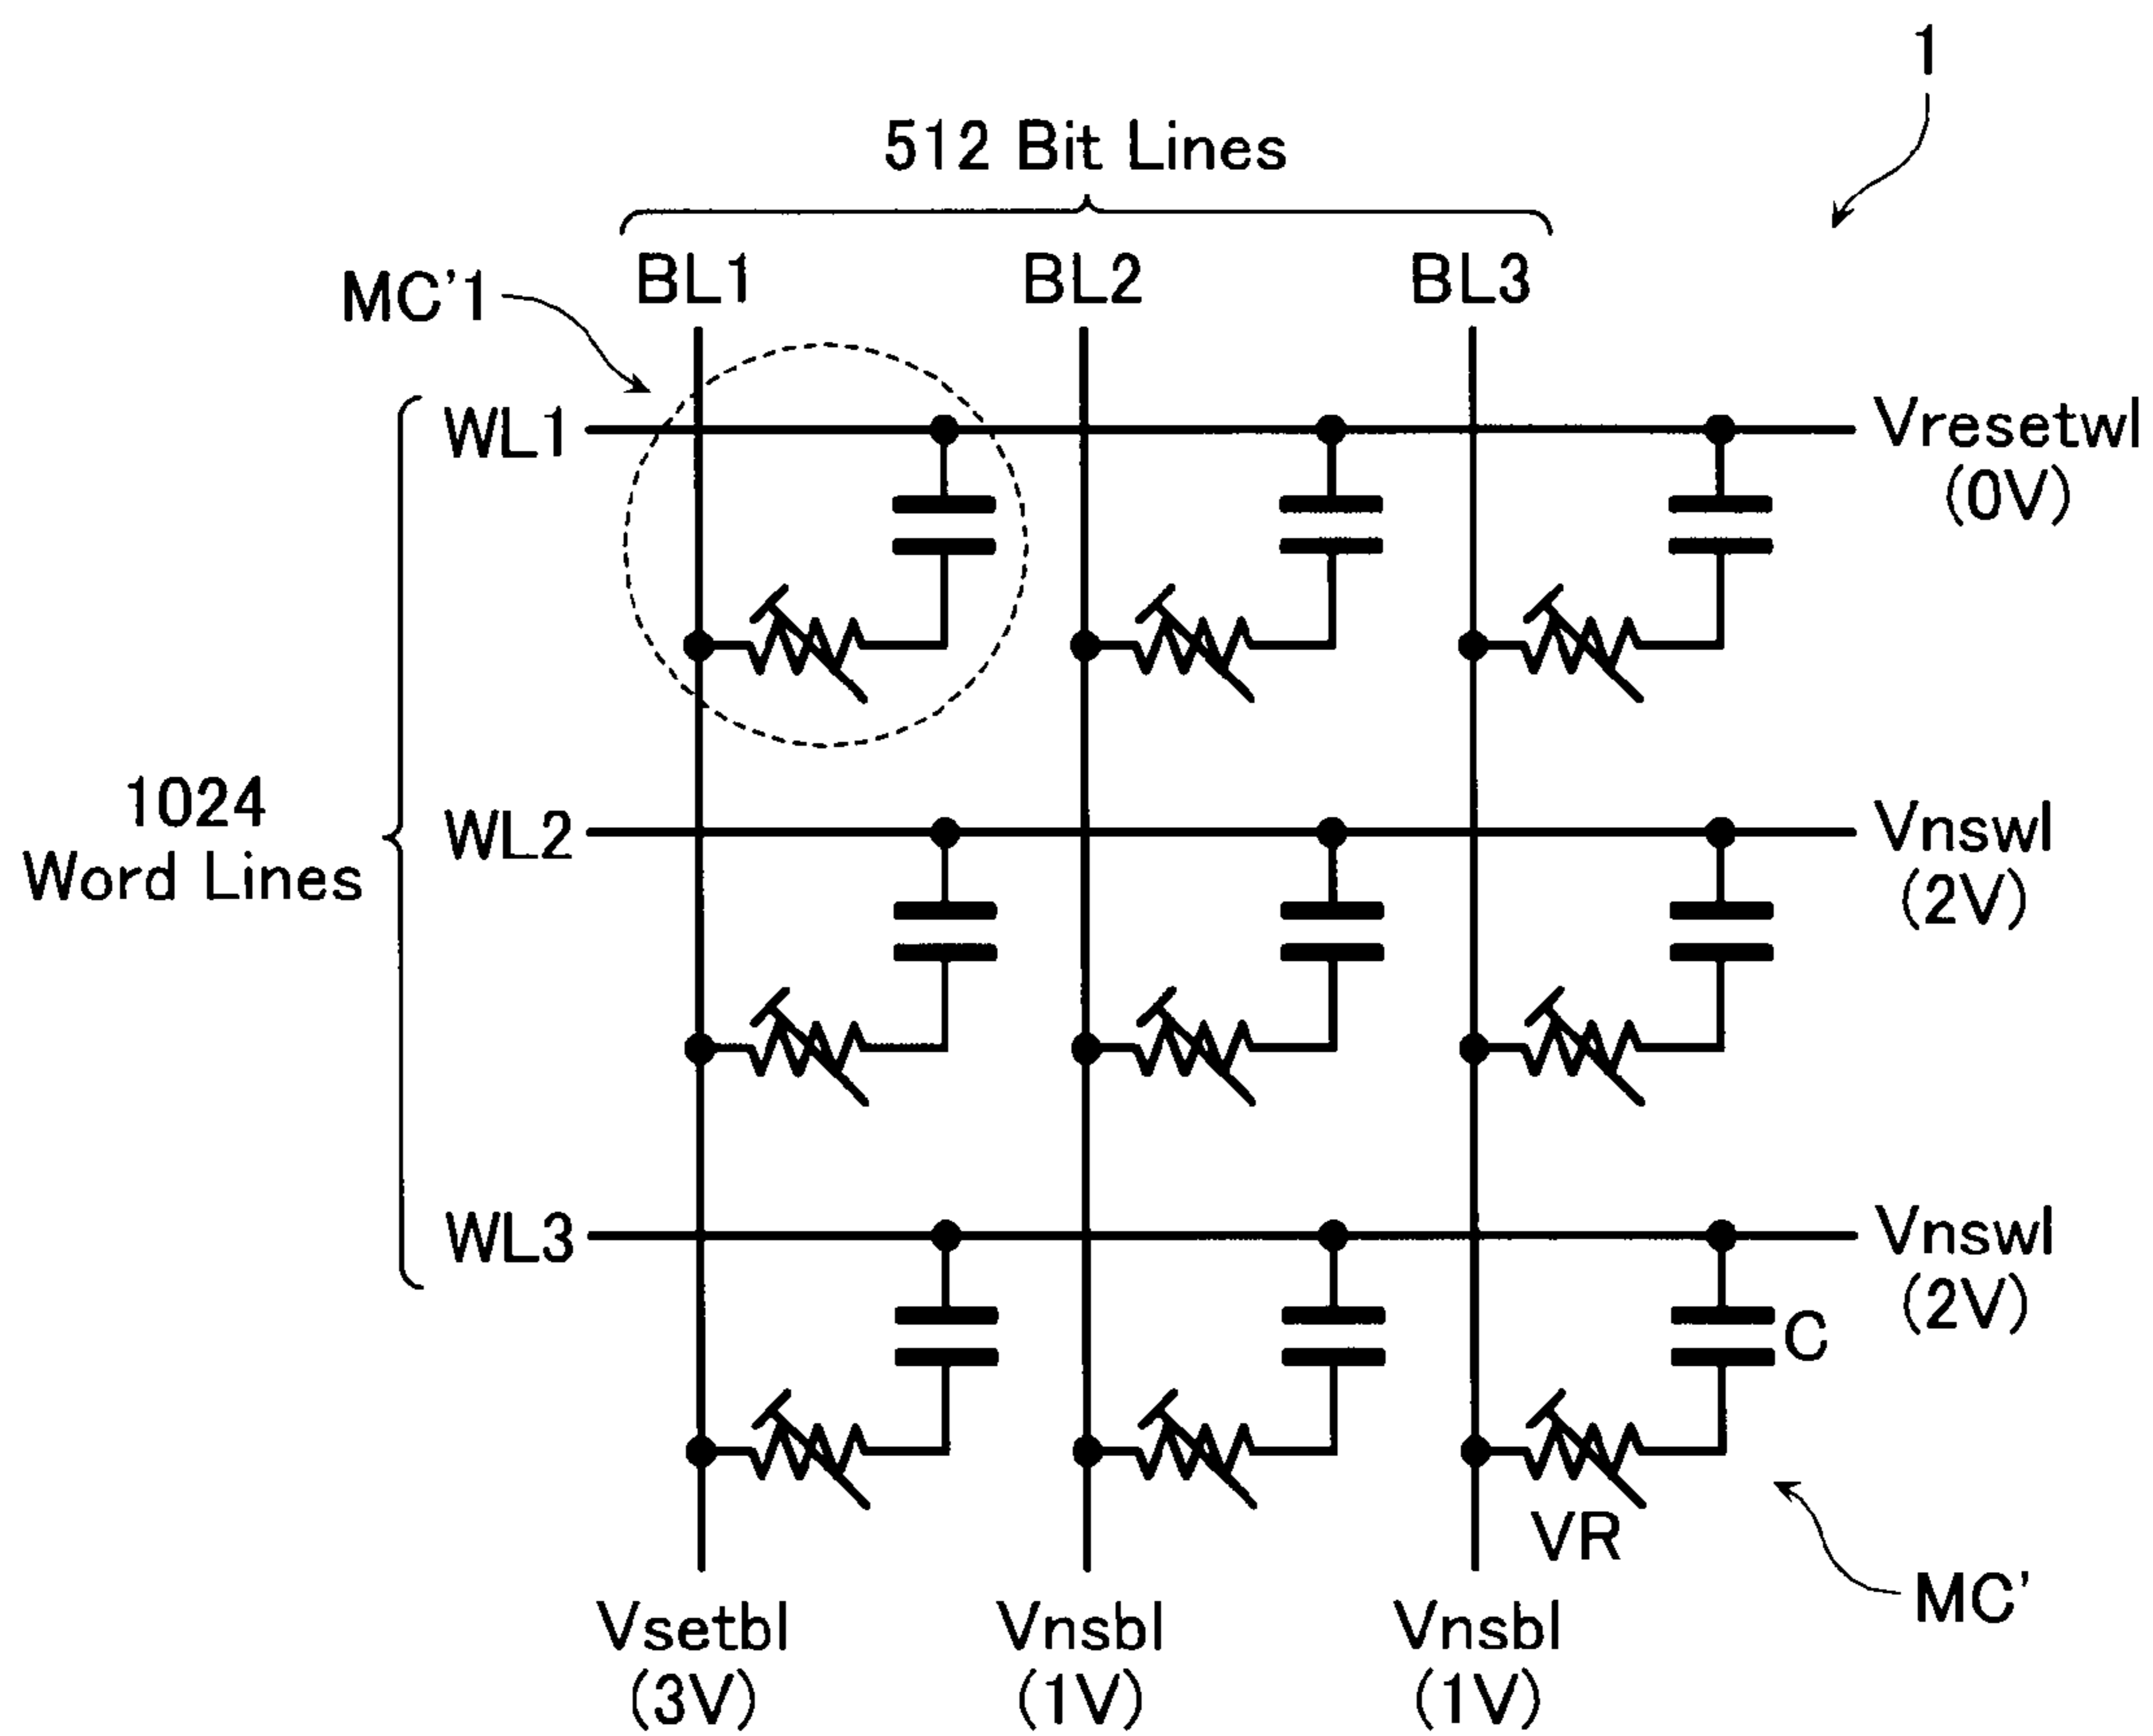 1
512 Bit Lines
BL1 BL2 BL3
MC'1
WL1
Vresetwl
(0V)
1024
Word Lines
WL2
Vnswl
(2V)
WL3
Vnswl
(2V)
C
VR
MC'
Vsetbl Vnsbl Vnsbl
(3V) (1V) (1V)